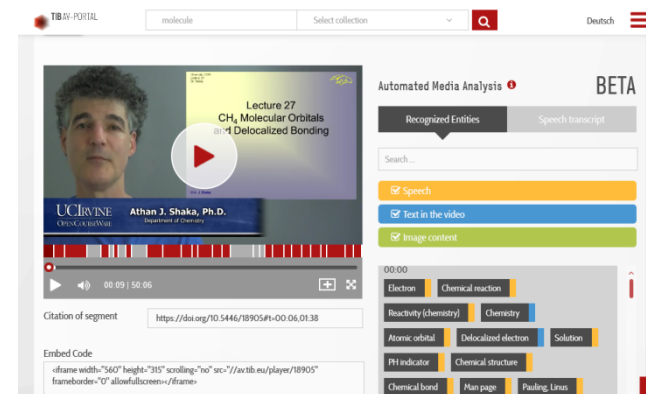 TIB AV-PORTAL
molecule
Select collection
Deutsch
Lecture 27
CH₄ Molecular Orbitals
and Delocalized Bonding
UCIRVINE
OPENCOURSEWARE
Athan J. Shaka, Ph.D.
Department of Chemistry
00:09 | 50:06
Citation of segment
https://doi.org/10.5446/18905#t=00:06,01:38
Embed Code
<iframe width="560" height="315" scrolling="no" src="//av.tib.eu/player/18905"
frameborder="0" allowfullscreen></iframe>
Automated Media Analysis
BETA
Recognized Entities
Speech transcript
Search ...
Speech
Text in the video
Image content
00:00
Electron
Chemical reaction
Reactivity (chemistry)
Chemistry
Atomic orbital
Delocalized electron
Solution
PH indicator
Chemical structure
Chemical bond
Man page
Pauling, Linus